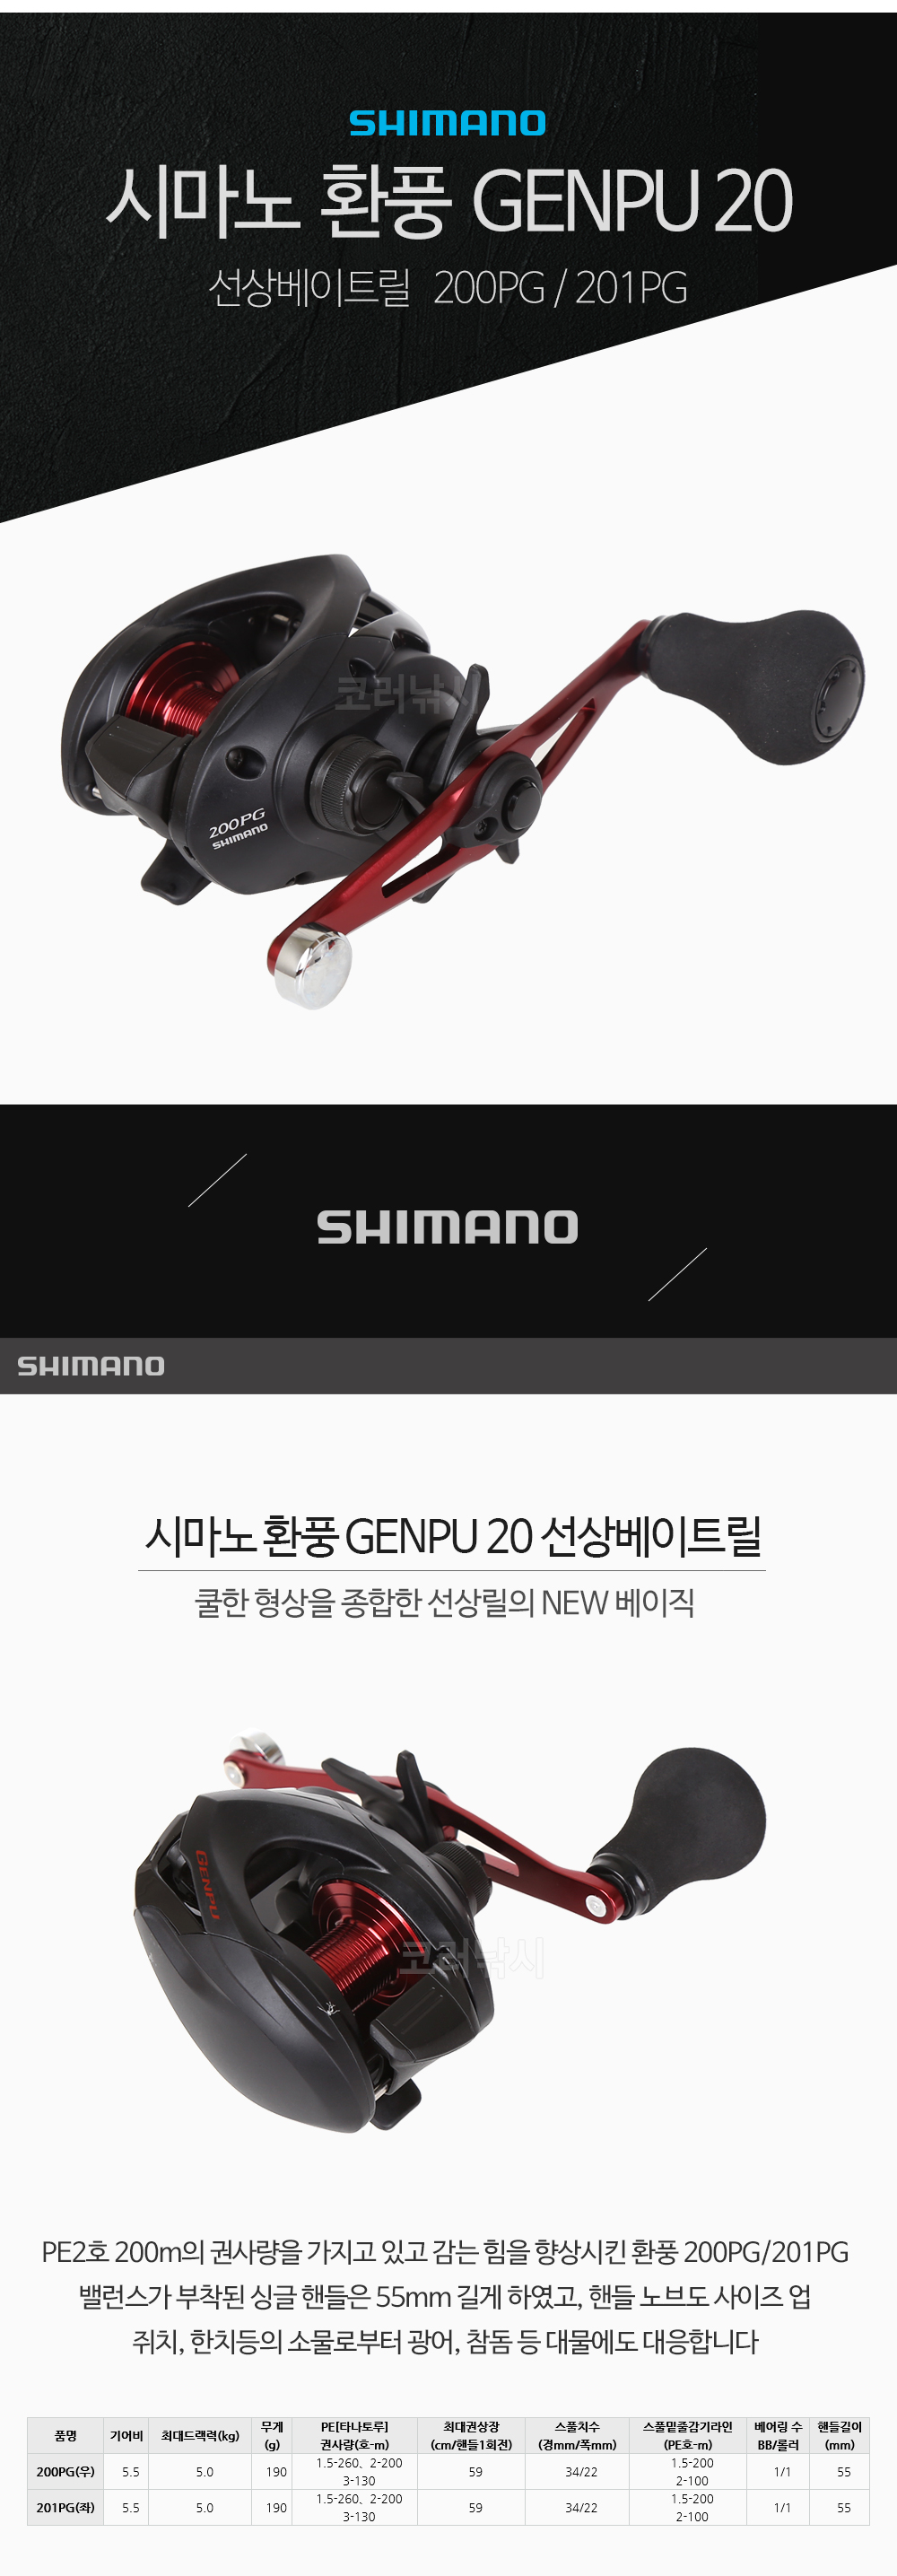 SHIMANO
시마노 환풍 GENPU 20
선상베이트릴 200PG / 201PG
코러낚시
200PG
SHIMANO
SHIMANO
SHIMANO
시마노 환풍 GENPU 20 선상베이트릴
쿨한 형상을 종합한 선상릴의 NEW 베이직
GENPU
코러낚시
PE2호 200m의 권사량을 가지고 있고 감는 힘을 향상시킨 환풍 200PG/201PG
밸런스가 부착된 싱글 핸들은 55mm 길게 하였고, 핸들 노브도 사이즈 업
쥐치, 한치등의 소물로부터 광어, 참돔 등 대물에도 대응합니다
품명 기어비 최대드랙력(kg) 무게(g) PE[타나토루] 권사량(호-m) 최대권상장(cm/핸들1회전) 스풀치수(경mm/폭mm) 스풀밑줄감기라인(PE호-m) 베어링 수 BB/롤러 핸들길이(mm)
200PG(우) 5.5 5.0 190 1.5-260、2-200 3-130 59 34/22 1.5-200 2-100 1/1 55
201PG(좌) 5.5 5.0 190 1.5-260、2-200 3-130 59 34/22 1.5-200 2-100 1/1 55